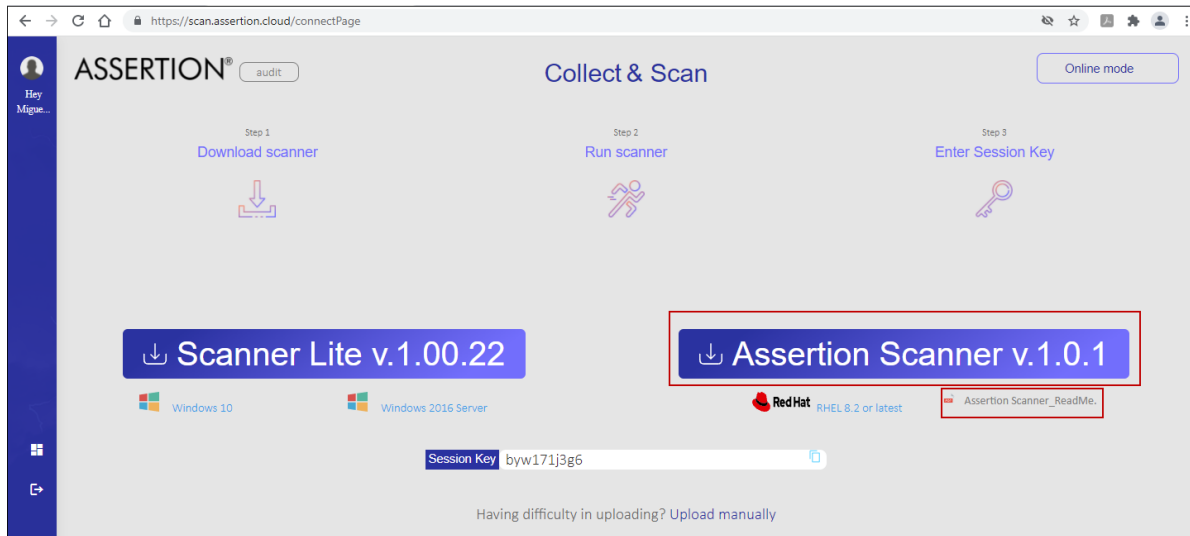 https://scan.assertion.cloud/connectPage
Hey
Migue...
ASSERTION® audit
Collect & Scan
Online mode
Step 1
Download scanner
Step 2
Run scanner
Step 3
Enter Session Key
Scanner Lite v.1.00.22
Assertion Scanner v.1.0.1
Windows 10
Windows 2016 Server
Red Hat RHEL 8.2 or latest
Assertion Scanner_ReadMe.
Session Key byw171j3g6
Having difficulty in uploading? Upload manually